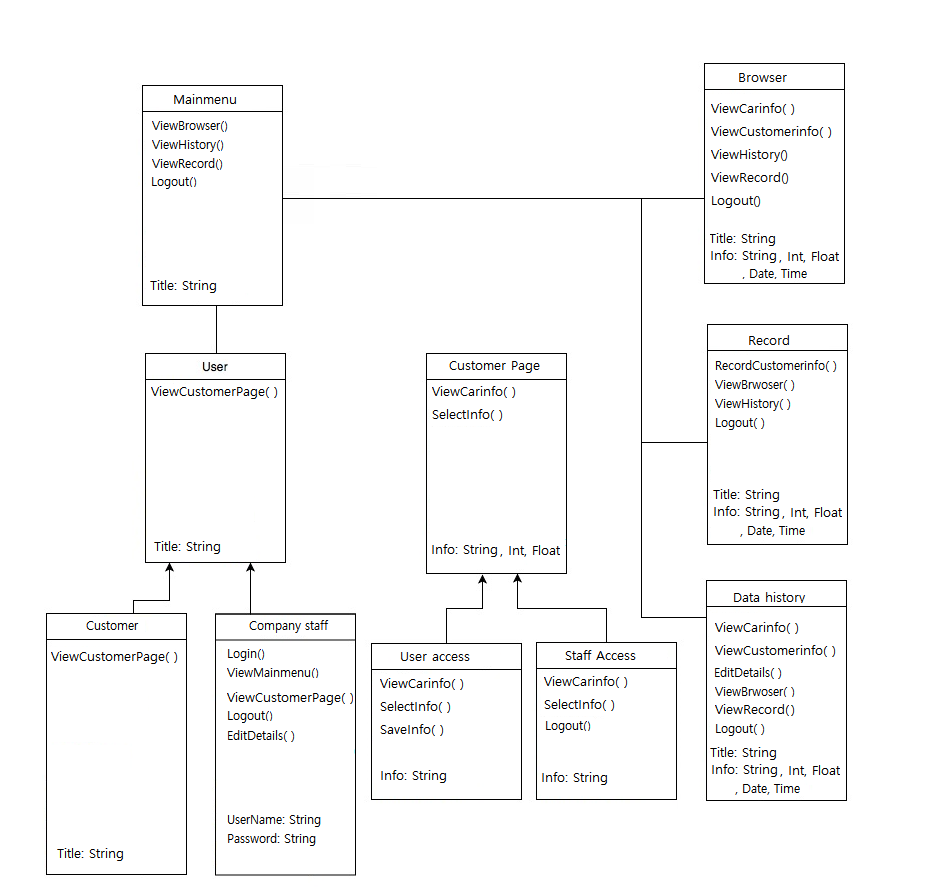 Mainmenu
ViewBrowser()
ViewHistory()
ViewRecord()
Logout()
Title: String
Browser
ViewCarinfo( )
ViewCustomerinfo( )
ViewHistory()
ViewRecord()
Logout()
Title: String
Info: String, Int, Float
, Date, Time
User
ViewCustomerPage( )
Title: String
Customer Page
ViewCarinfo( )
SelectInfo( )
Info: String, Int, Float
Record
RecordCustomerinfo( )
ViewBrwoser( )
ViewHistory( )
Logout( )
Title: String
Info: String, Int, Float
, Date, Time
Customer
ViewCustomerPage( )
Title: String
Company staff
Login()
ViewMainmenu()
ViewCustomerPage( )
Logout()
EditDetails( )
UserName: String
Password: String
User access
ViewCarinfo( )
SelectInfo( )
SaveInfo( )
Info: String
Staff Access
ViewCarinfo( )
SelectInfo( )
Logout()
Info: String
Data history
ViewCarinfo( )
ViewCustomerinfo( )
EditDetails( )
ViewBrwoser( )
ViewRecord()
Logout( )
Title: String
Info: String, Int, Float
, Date, Time